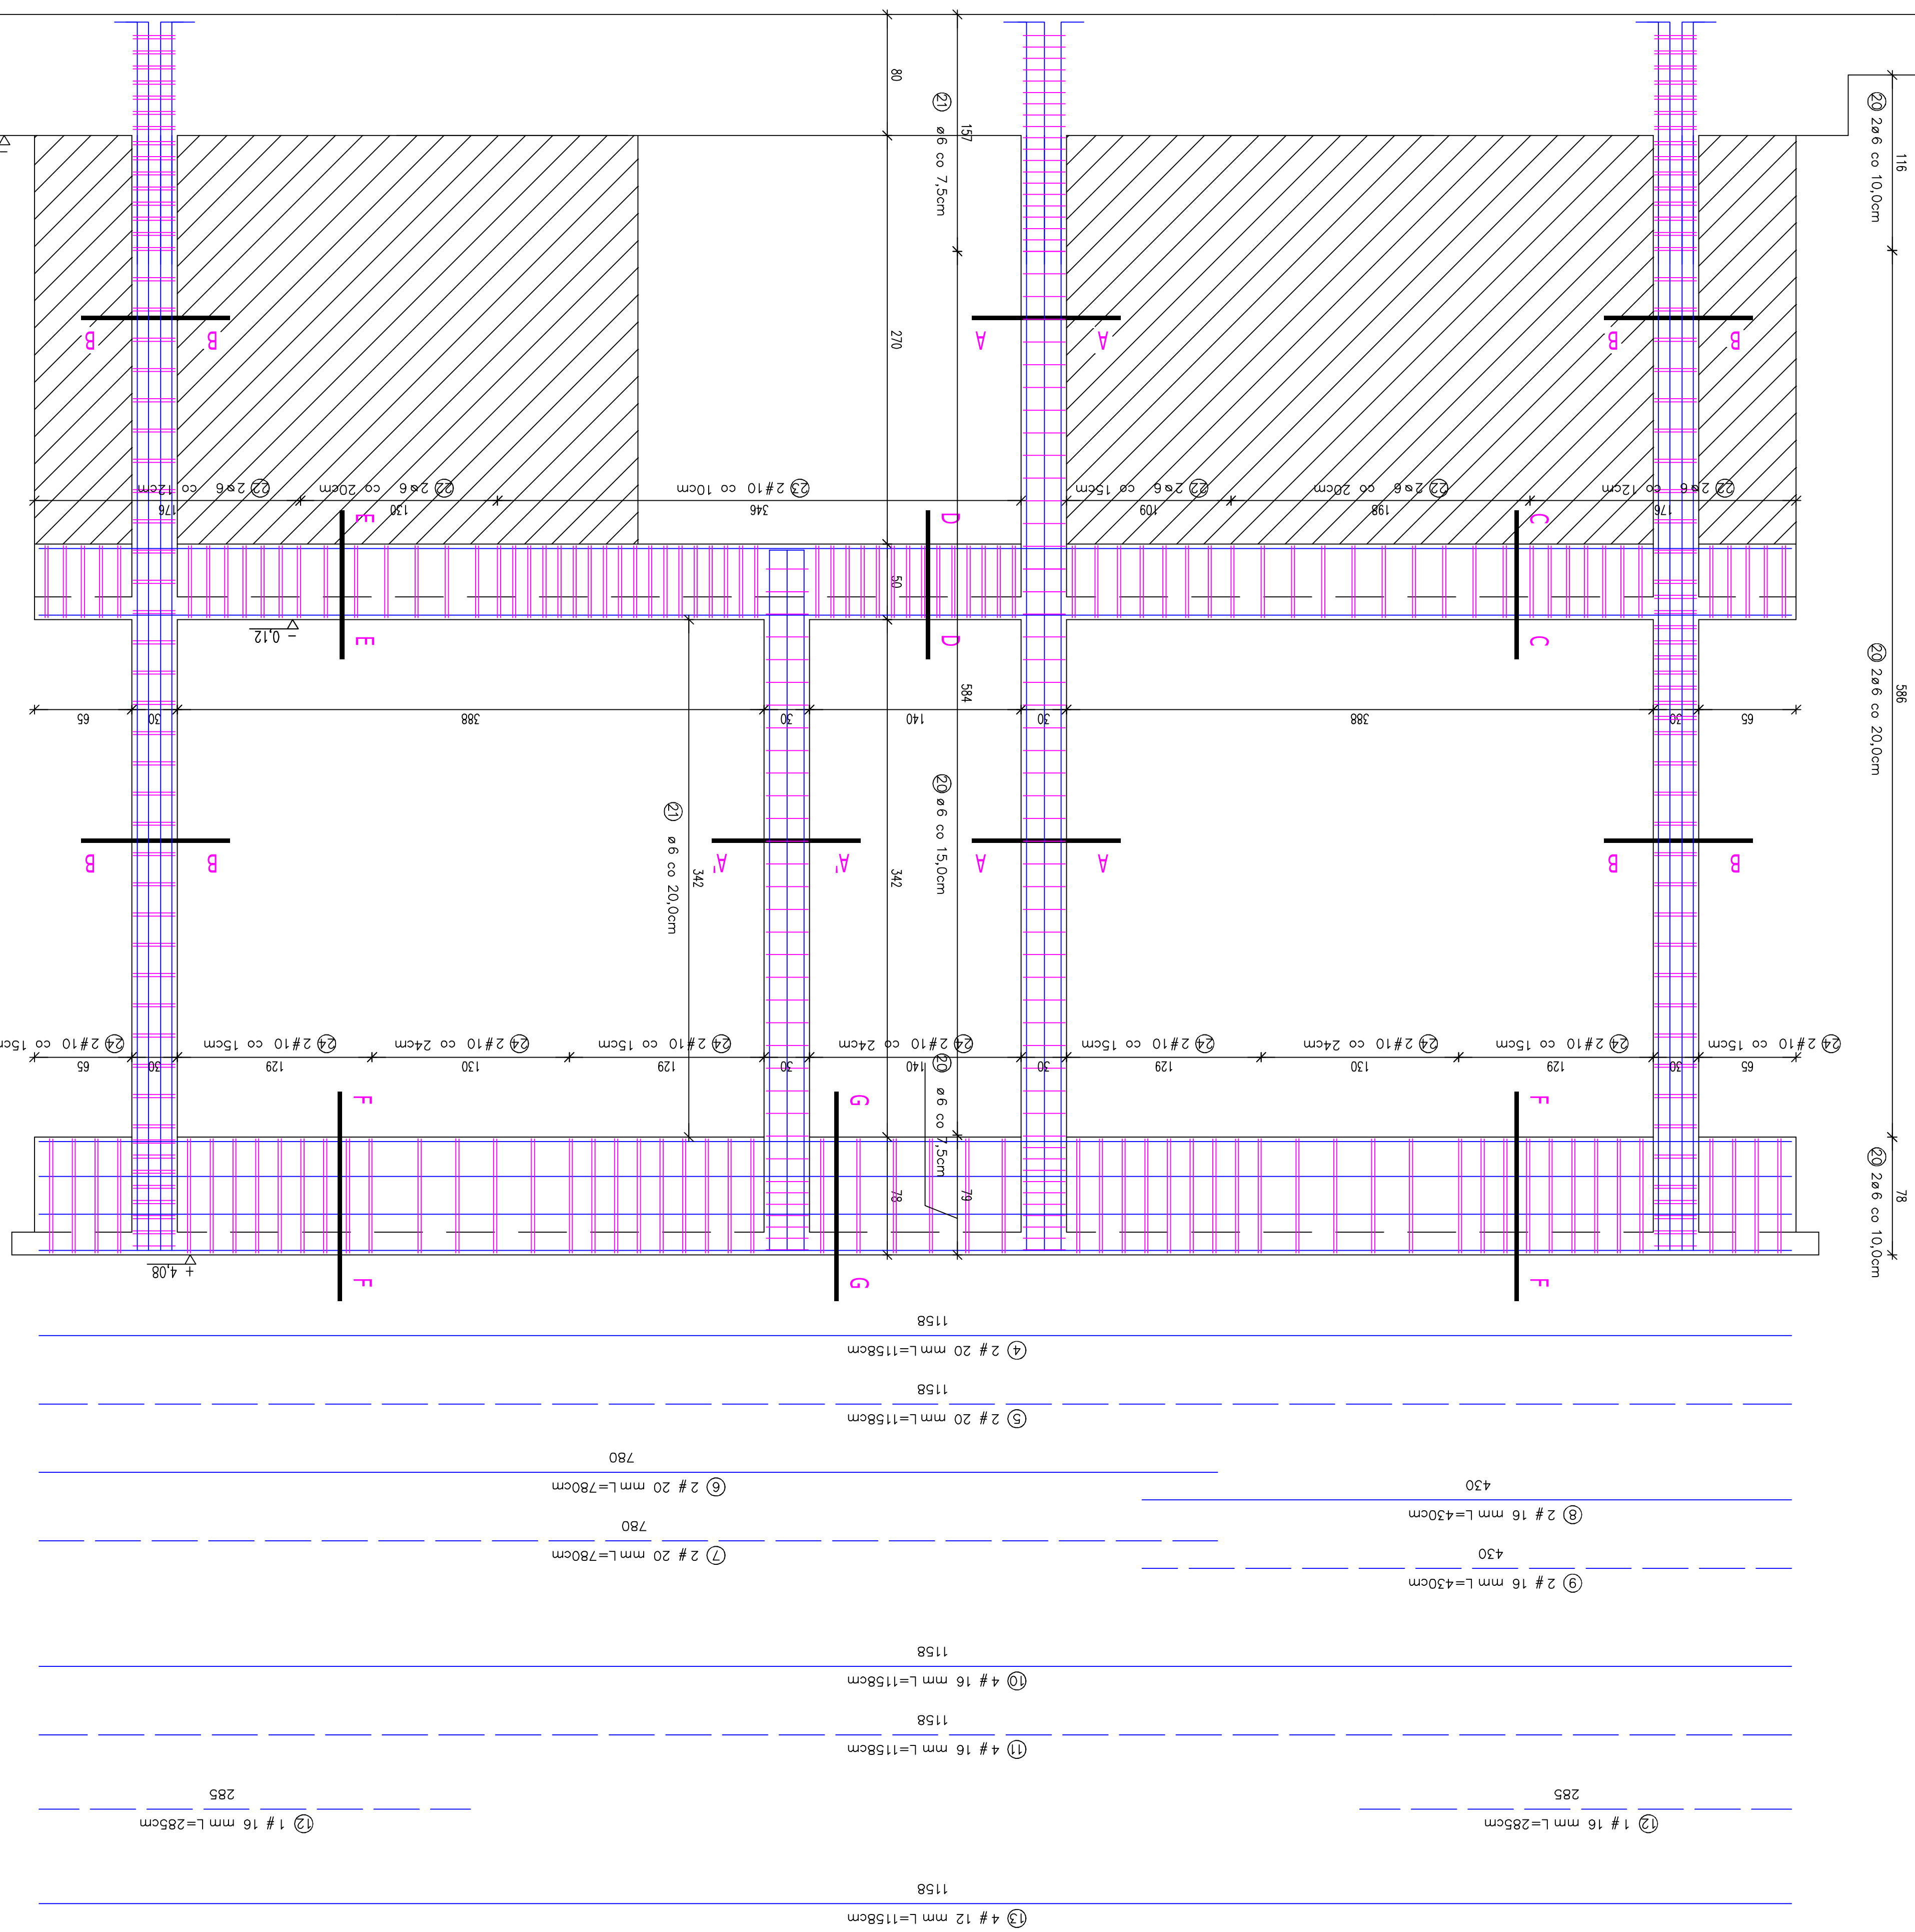 1158
⑬ 4 # 12 mm L=1158cm
⑫ 1 # 16 mm L=285cm
285
⑫ 1 # 16 mm L=285cm
285
⑪ 4 # 16 mm L=1158cm
1158
⑩ 4 # 16 mm L=1158cm
1158
⑨ 2 # 16 mm L=430cm
430
⑦ 2 # 20 mm L=780cm
780
⑧ 2 # 16 mm L=430cm
430
⑥ 2 # 20 mm L=780cm
780
⑤ 2 # 20 mm L=1158cm
1158
④ 2 # 20 mm L=1158cm
1158
F G F
+ 4,08
F G F
65 30 129 130 129 30 140 30 129 130 129 30 65
㉔ 2#10 co 15cm
㉔ 2#10 co 15cm
㉔ 2#10 co 24cm
㉔ 2#10 co 15cm
㉔ 2#10 co 24cm
㉔ 2#10 co 15cm
㉔ 2#10 co 24cm
㉔ 2#10 co 15cm
㉔ 2#10 co 15cm
B B A A A' A' B B
65 30 388 30 140 30 388 30 65
C D E
- 0,12
C D E
176 198 109 346 130 176
㉒ 2ø6 co 12cm
㉒ 2ø6 co 20cm
㉒ 2ø6 co 15cm
㉓ 2#10 co 10cm
㉒ 2ø6 co 20cm
㉒ 2ø6 co 12cm
B B A A B B
116
⑳ 2ø6 co 10,0cm
586
⑳ 2ø6 co 20,0cm
78
⑳ 2ø6 co 10,0cm
157
㉑ ø6 co 7,5cm
584
⑳ ø6 co 15,0cm
79
⑳ ø6 co 7,5cm
80
270
50
342
78
342
㉑ ø6 co 20,0cm